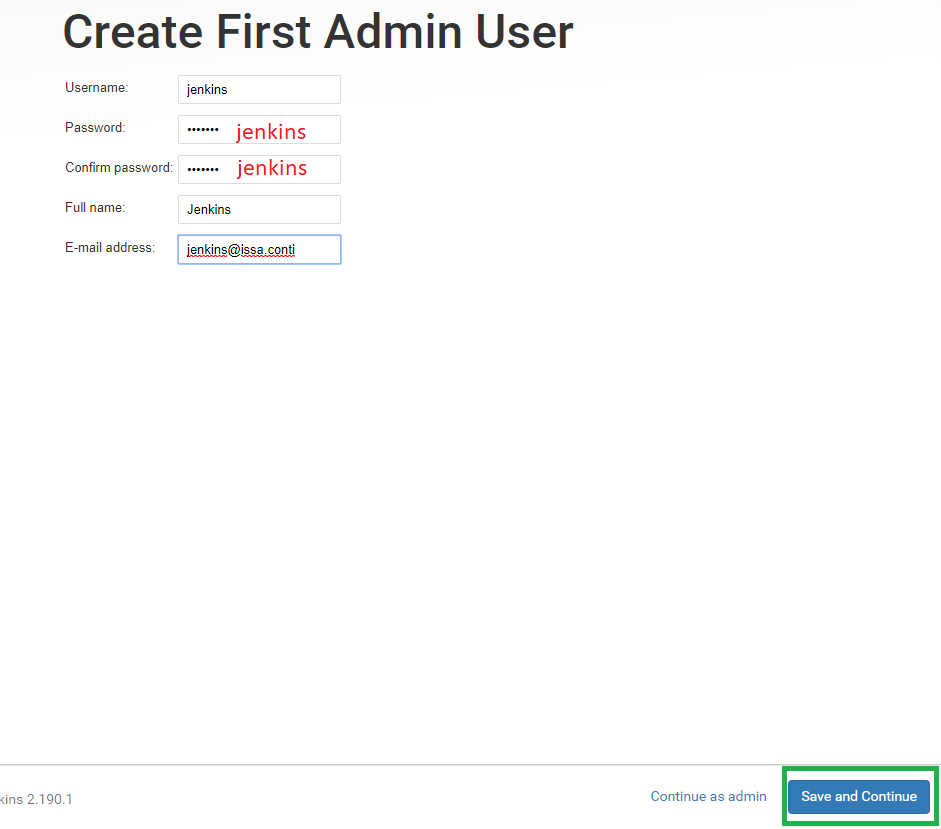 Create First Admin User
Username: jenkins
Password: ••••••• jenkins
Confirm password: ••••••• jenkins
Full name: Jenkins
E-mail address: jenkins@issa.conti
kins 2.190.1 Continue as admin Save and Continue